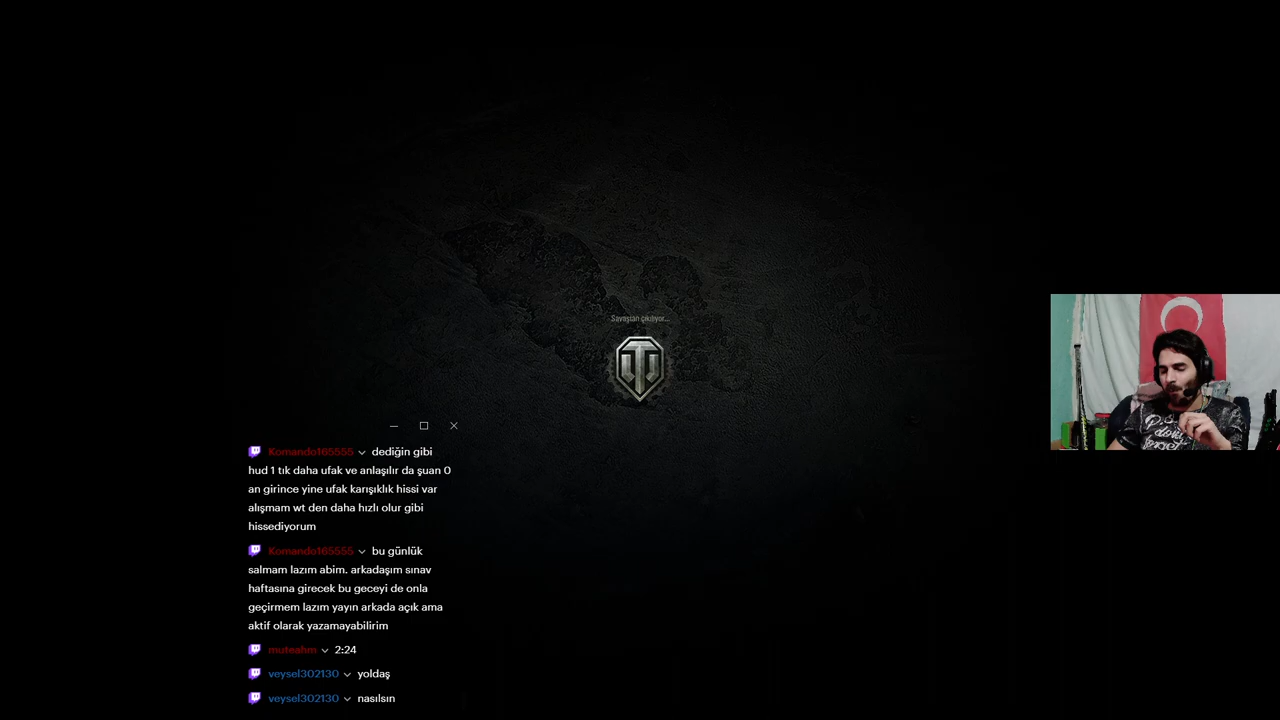 Savaştan çıkılıyor...
Komando165555 dediğin gibi
hud 1 tık daha ufak ve anlaşılır da şuan 0
an girince yine ufak karışıklık hissi var
alışmam wt den daha hızlı olur gibi
hissediyorum
Komando165555 bu günlük
salmam lazım abim. arkadaşım sınav
haftasına girecek bu geceyi de onla
geçirmem lazım yayın arkada açık ama
aktif olarak yazamayabilirim
muteahm 2:24
veysel302130 yoldaş
veysel302130 nasılsın